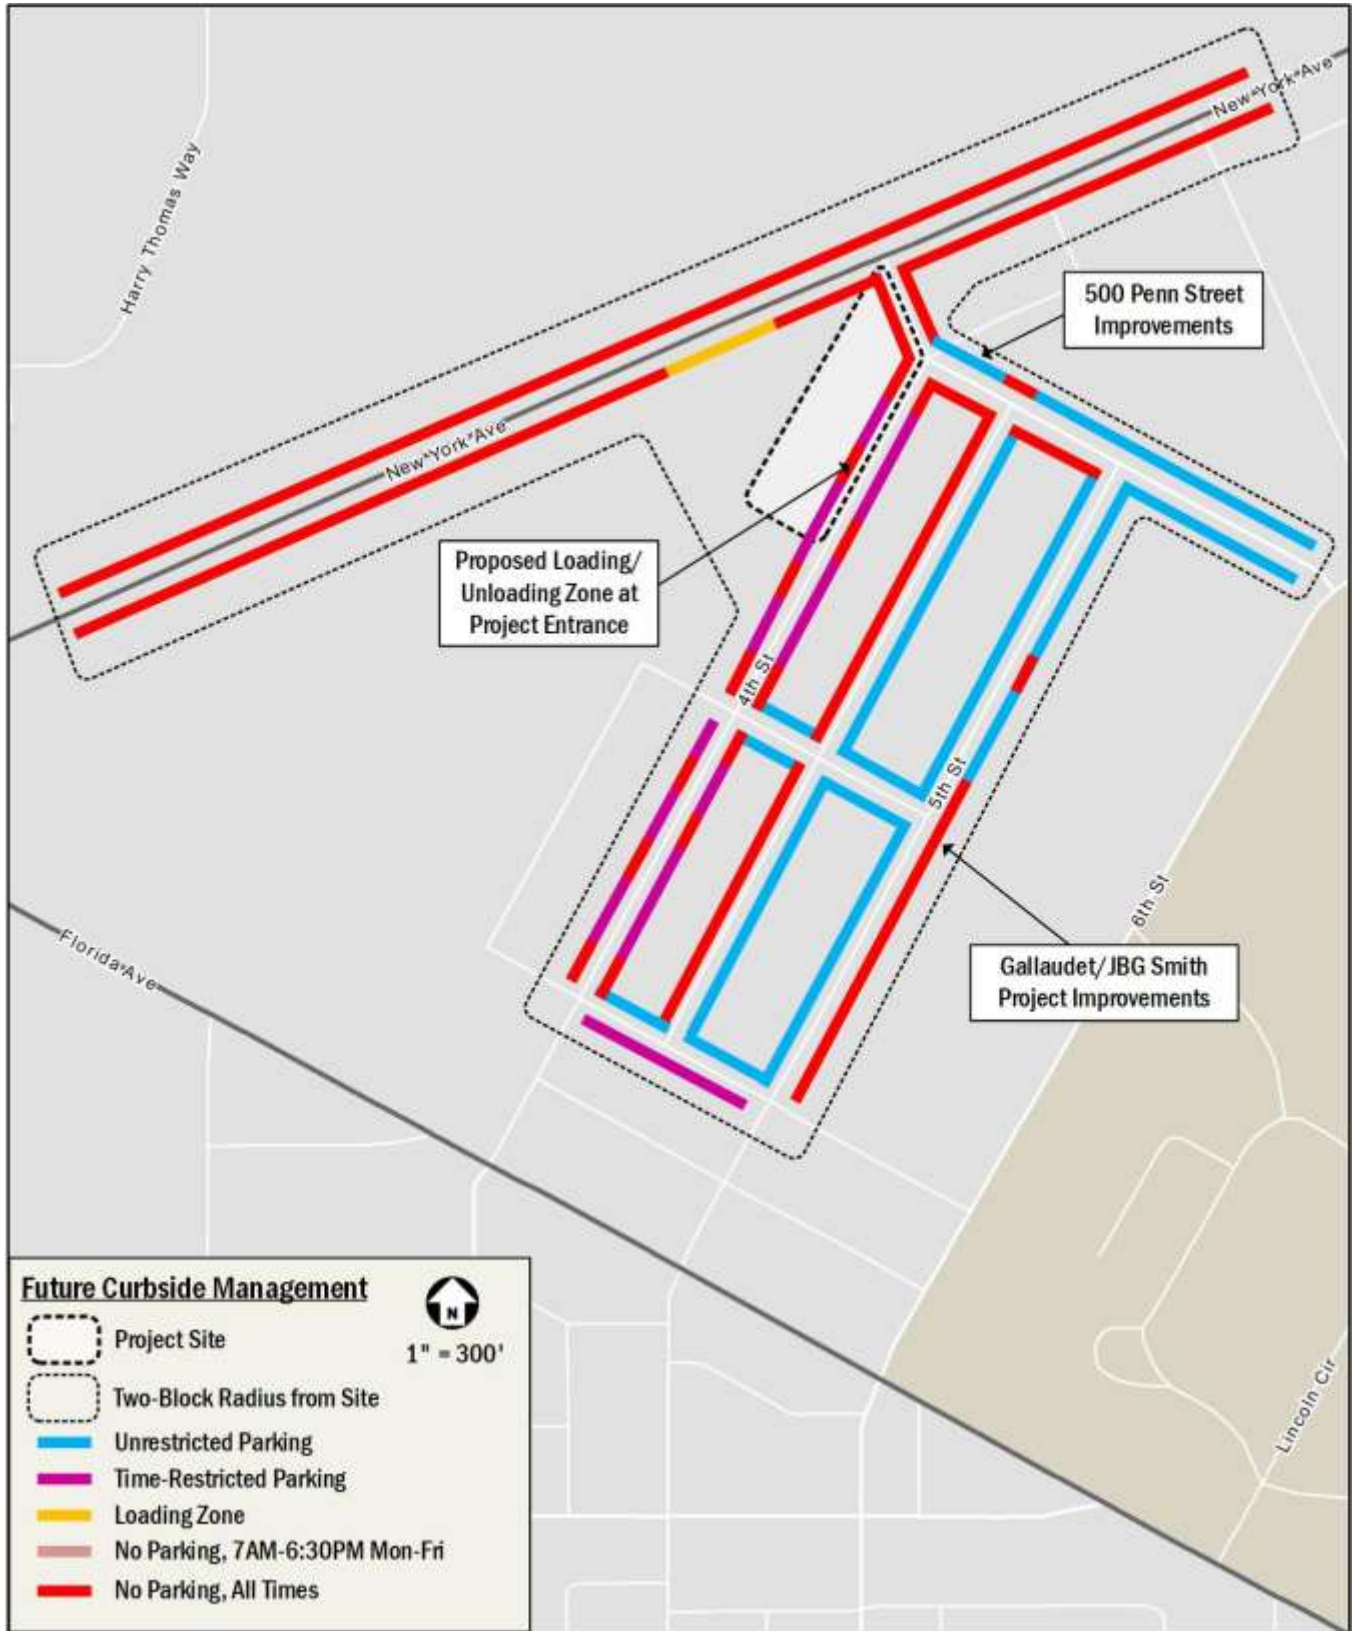 New York Ave
Harry Thomas Way
500 Penn Street
Improvements
New York Ave
Proposed Loading/
Unloading Zone at
Project Entrance
4th St
5th St
6th St
Florida Ave
Gallaudet/JBG Smith
Project Improvements
Future Curbside Management
N
1" = 300'
Project Site
Two-Block Radius from Site
Unrestricted Parking
Time-Restricted Parking
Loading Zone
No Parking, 7AM-6:30PM Mon-Fri
No Parking, All Times
Lincoln Cir